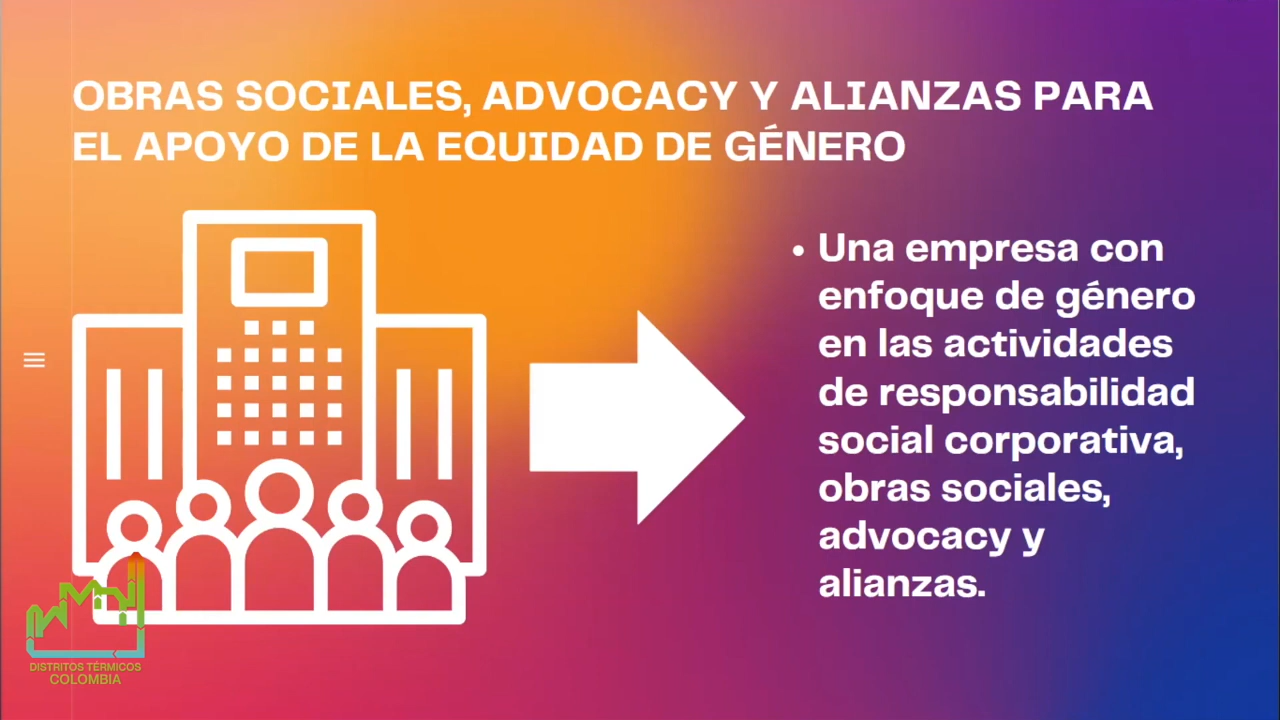 OBRAS SOCIALES, ADVOCACY Y ALIANZAS PARA
EL APOYO DE LA EQUIDAD DE GÉNERO
• Una empresa con
enfoque de género
en las actividades
de responsabilidad
social corporativa,
obras sociales,
advocacy y
alianzas.
DISTRITOS TÉRMICOS
COLOMBIA